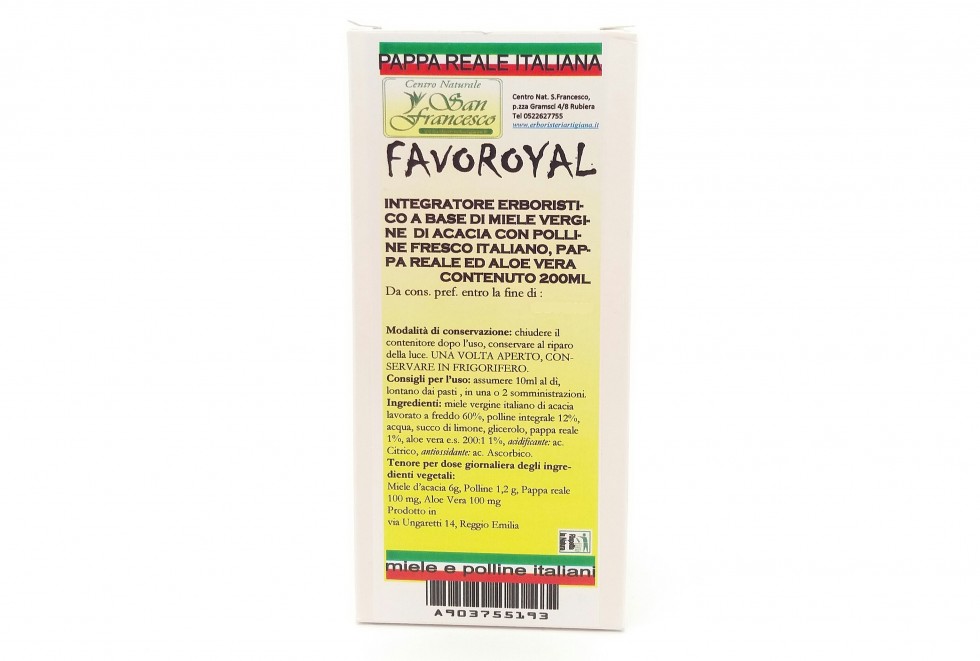 PAPPA REALE ITALIANA
Centro Naturale
San
Francesco
Centro Nat. S.Francesco,
p.zza Gramsci 4/8 Rubiera
Tel 0522627755
www.erboristeriartigiana.it
FAVOROYAL
INTEGRATORE ERBORISTI-
CO A BASE DI MIELE VERGI-
NE DI ACACIA CON POLLI-
NE FRESCO ITALIANO, PAP-
PA REALE ED ALOE VERA
CONTENUTO 200ML
Da cons. pref. entro la fine di :
Modalità di conservazione: chiudere il
contenitore dopo l'uso, conservare al riparo
della luce. UNA VOLTA APERTO, CON-
SERVARE IN FRIGORIFERO.
Consigli per l'uso: assumere 10ml al di,
lontano dai pasti , in una o 2 somministrazioni.
Ingredienti: miele vergine italiano di acacia
lavorato a freddo 60%, polline integrale 12%,
acqua, succo di limone, glicerolo, pappa reale
1%, aloe vera e.s. 200:1 1%, acidificante: ac.
Citrico, antiossidante: ac. Ascorbico.
Tenore per dose giornaliera degli ingre-
dienti vegetali:
Miele d'acacia 6g, Polline 1,2 g, Pappa reale
100 mg, Aloe Vera 100 mg
Prodotto in
via Ungaretti 14, Reggio Emilia
miele e polline italiani
A903755193